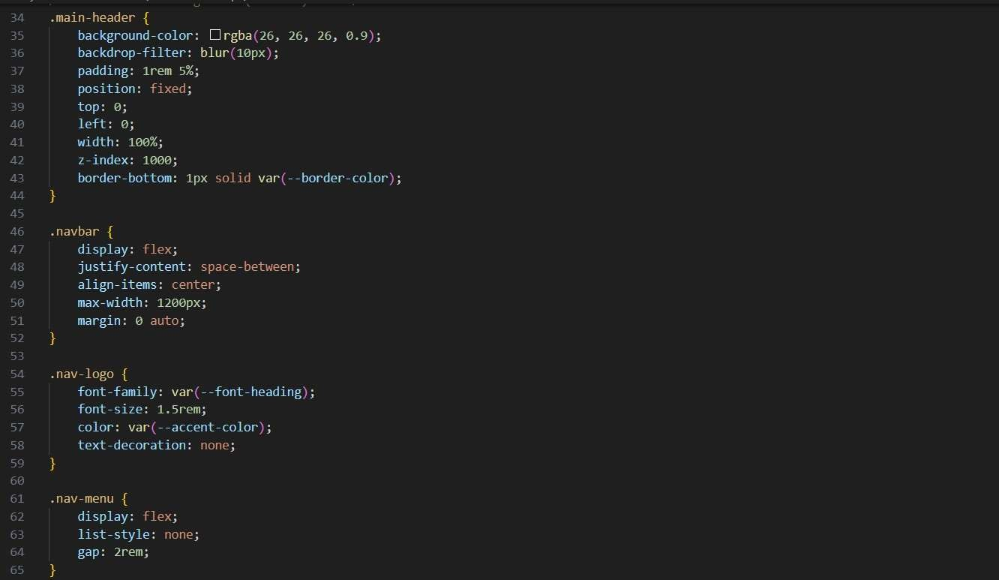 34 .main-header {
35     background-color: rgba(26, 26, 26, 0.9);
36     backdrop-filter: blur(10px);
37     padding: 1rem 5%;
38     position: fixed;
39     top: 0;
40     left: 0;
41     width: 100%;
42     z-index: 1000;
43     border-bottom: 1px solid var(--border-color);
44 }
45
46 .navbar {
47     display: flex;
48     justify-content: space-between;
49     align-items: center;
50     max-width: 1200px;
51     margin: 0 auto;
52 }
53
54 .nav-logo {
55     font-family: var(--font-heading);
56     font-size: 1.5rem;
57     color: var(--accent-color);
58     text-decoration: none;
59 }
60
61 .nav-menu {
62     display: flex;
63     list-style: none;
64     gap: 2rem;
65 }